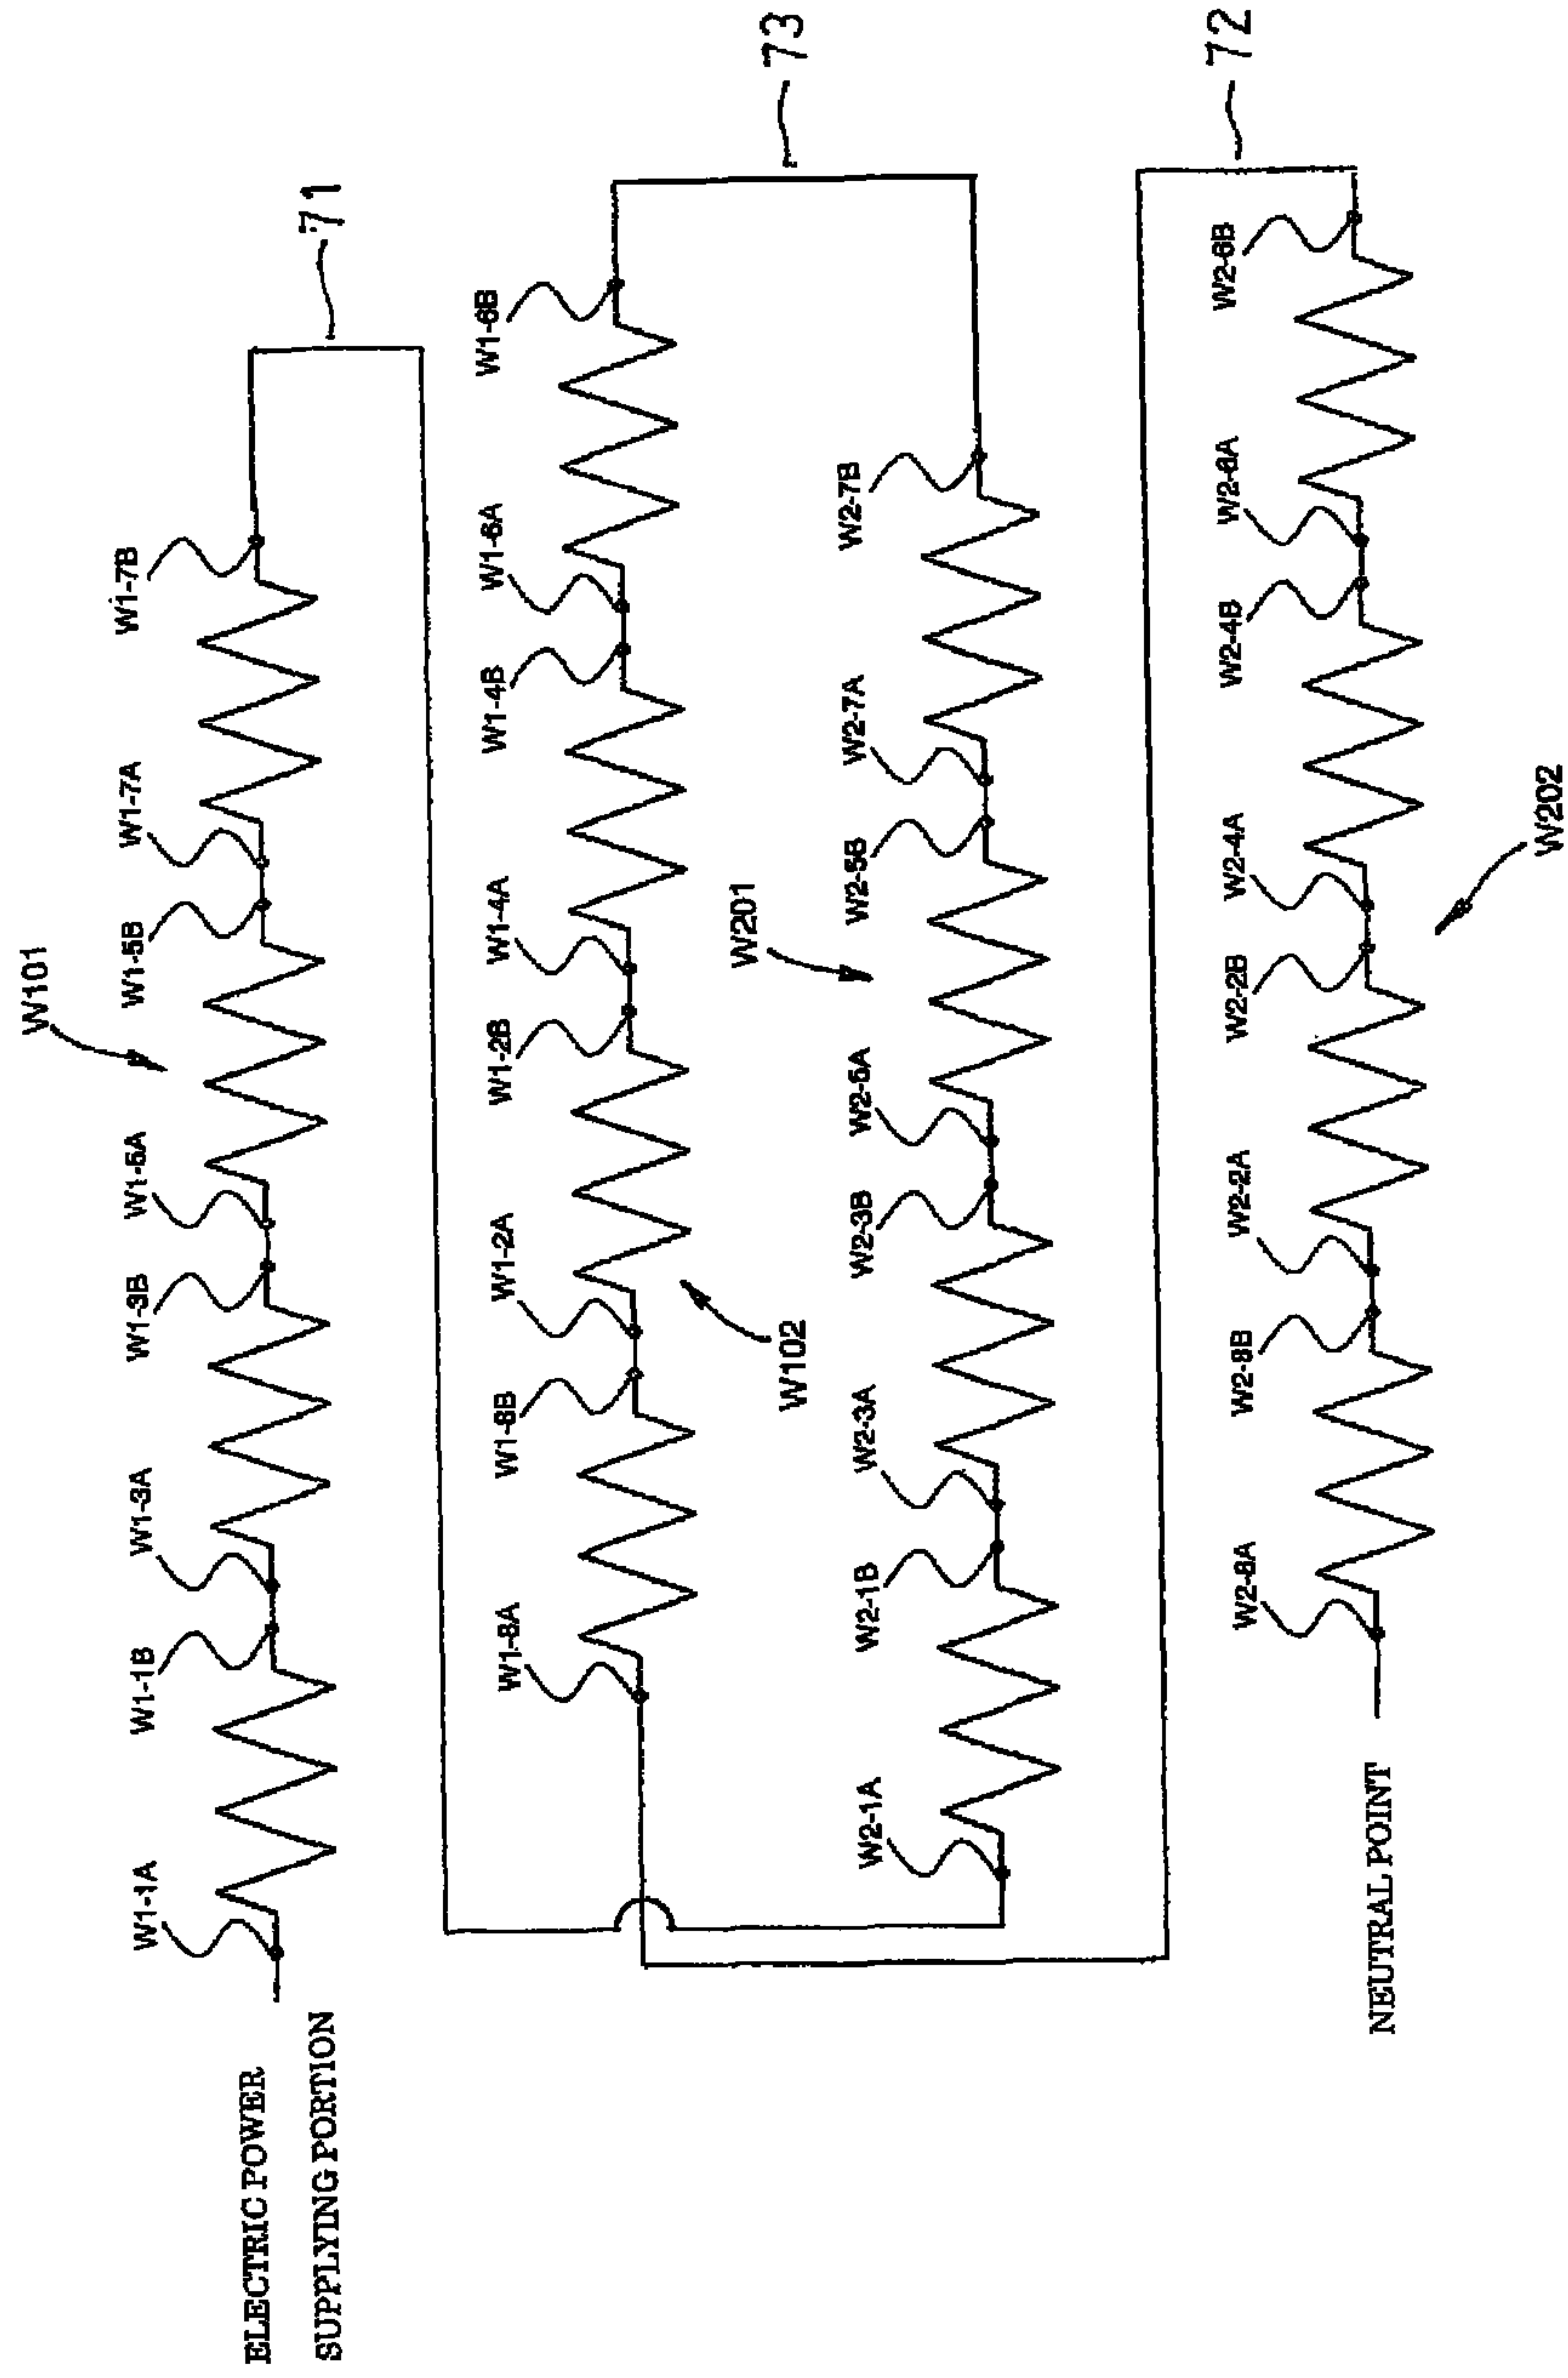 W101
W1-1A
W1-1B
W1-3A
W1-3B
W1-5A
W1-5B
W1-7A
W1-7B
ELECTRIC POWER
SUPPLYING PORTION
71
W1-8A
W1-8B
W1-2A
W1-2B
W1-4A
W1-4B
W1-6A
W1-6B
W102
W201
73
W2-1A
W2-1B
W2-3A
W2-3B
W2-5A
W2-5B
W2-7A
W2-7B
72
W2-8A
W2-8B
W2-2A
W2-2B
W2-4A
W2-4B
W2-6A
W2-6B
NEUTRAL POINT
W202